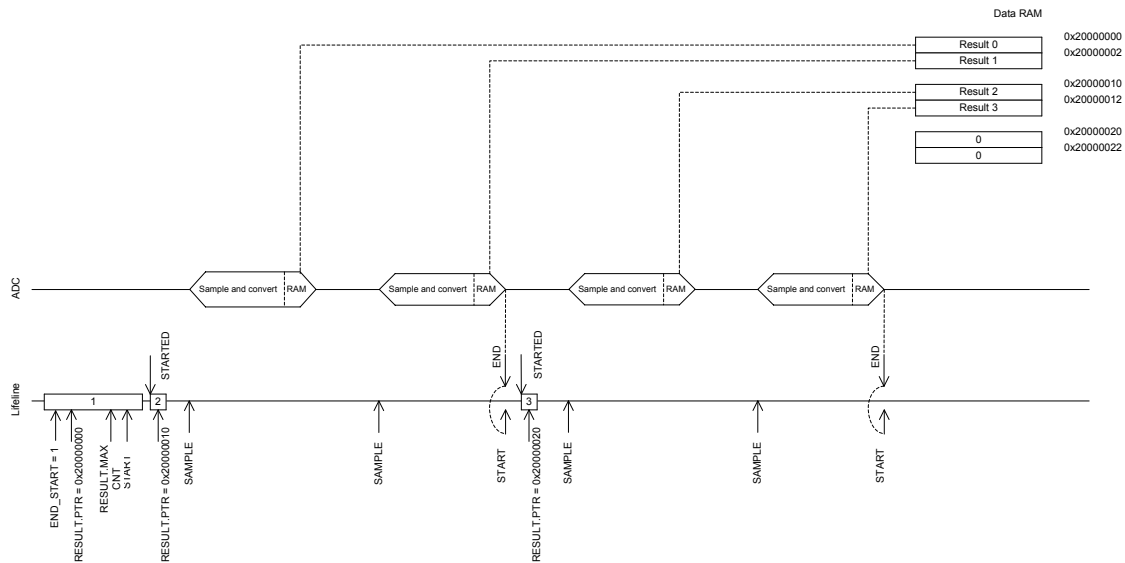 Data RAM
Result 0
0x20000000
Result 1
0x20000002
Result 2
0x20000010
Result 3
0x20000012
0
0x20000020
0
0x20000022
ADC
Sample and convert
RAM
Sample and convert
RAM
Sample and convert
RAM
Sample and convert
RAM
Lifeline
STARTED
END
STARTED
END
1
2
3
END_START = 1
RESULT.PTR = 0x20000000
RESULT.MAX
CNT
START
RESULT.PTR = 0x20000010
SAMPLE
SAMPLE
START
RESULT.PTR = 0x20000020
SAMPLE
SAMPLE
START